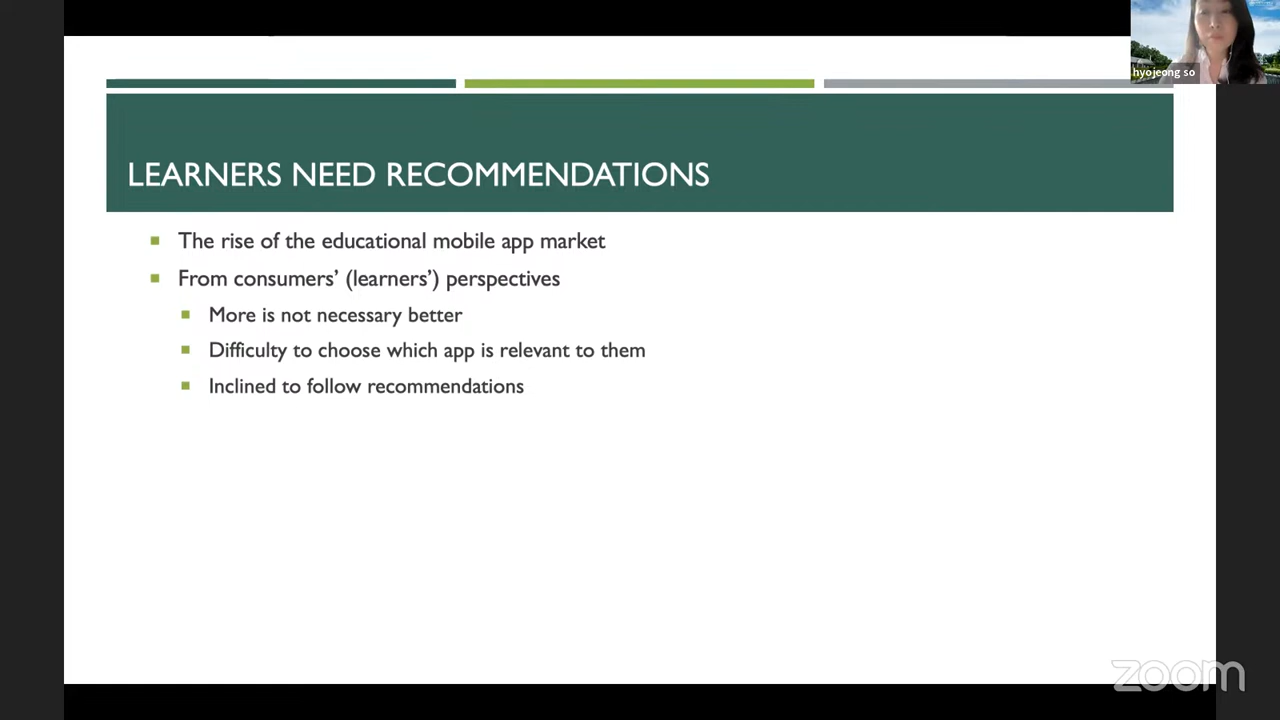 hyojeong so
LEARNERS NEED RECOMMENDATIONS
The rise of the educational mobile app market
From consumers’ (learners’) perspectives
More is not necessary better
Difficulty to choose which app is relevant to them
Inclined to follow recommendations
zoom